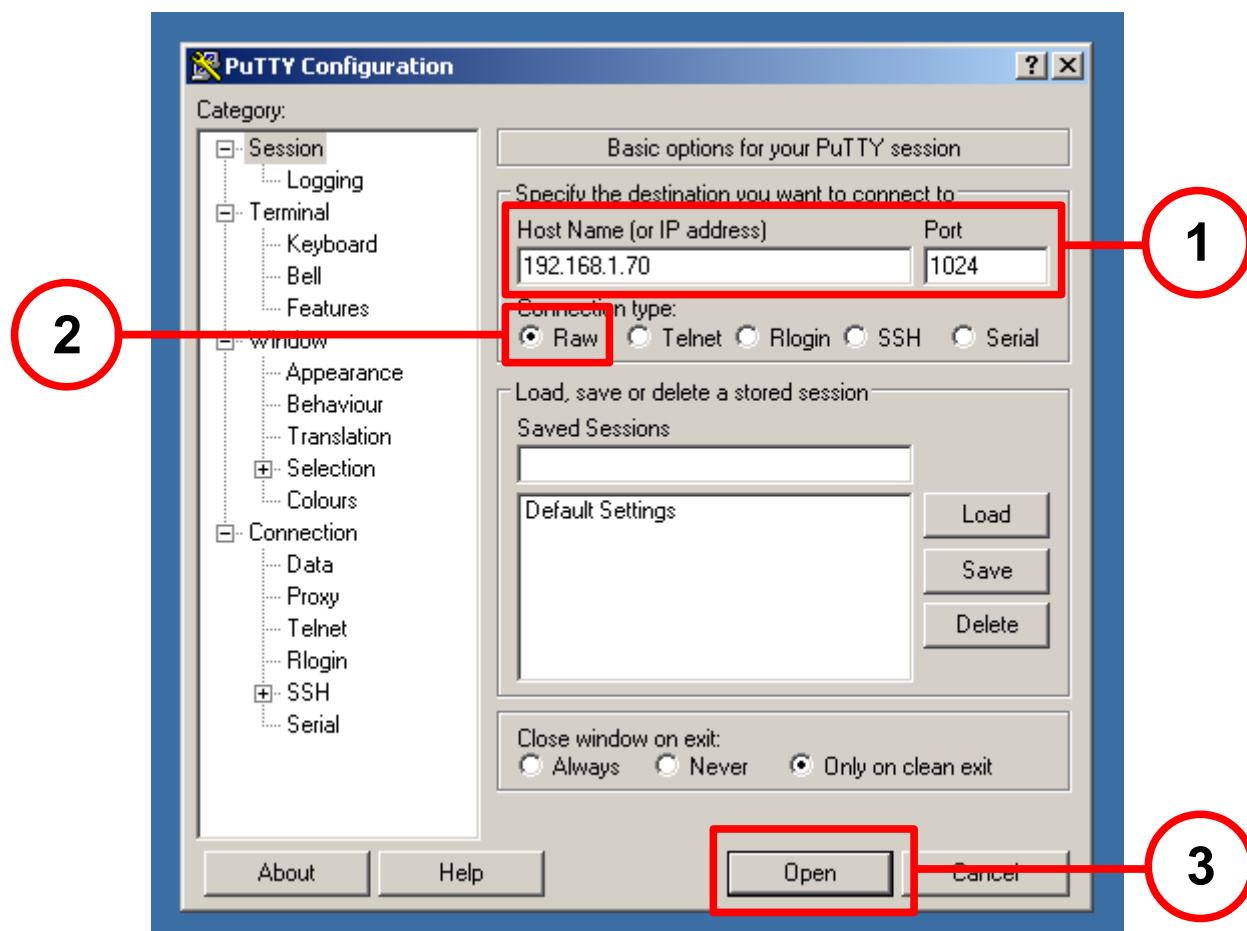 PuTTY Configuration
Category:
Session
Logging
Terminal
Keyboard
Bell
Features
Window
Appearance
Behaviour
Translation
Selection
Colours
Connection
Data
Proxy
Telnet
Rlogin
SSH
Serial
Basic options for your PuTTY session
Specify the destination you want to connect to
Host Name (or IP address) Port
192.168.1.70 1024
1
Connection type:
Raw Telnet Rlogin SSH Serial
2
Load, save or delete a stored session
Saved Sessions
Default Settings
Load
Save
Delete
Close window on exit:
Always Never Only on clean exit
About Help Open Cancel
3